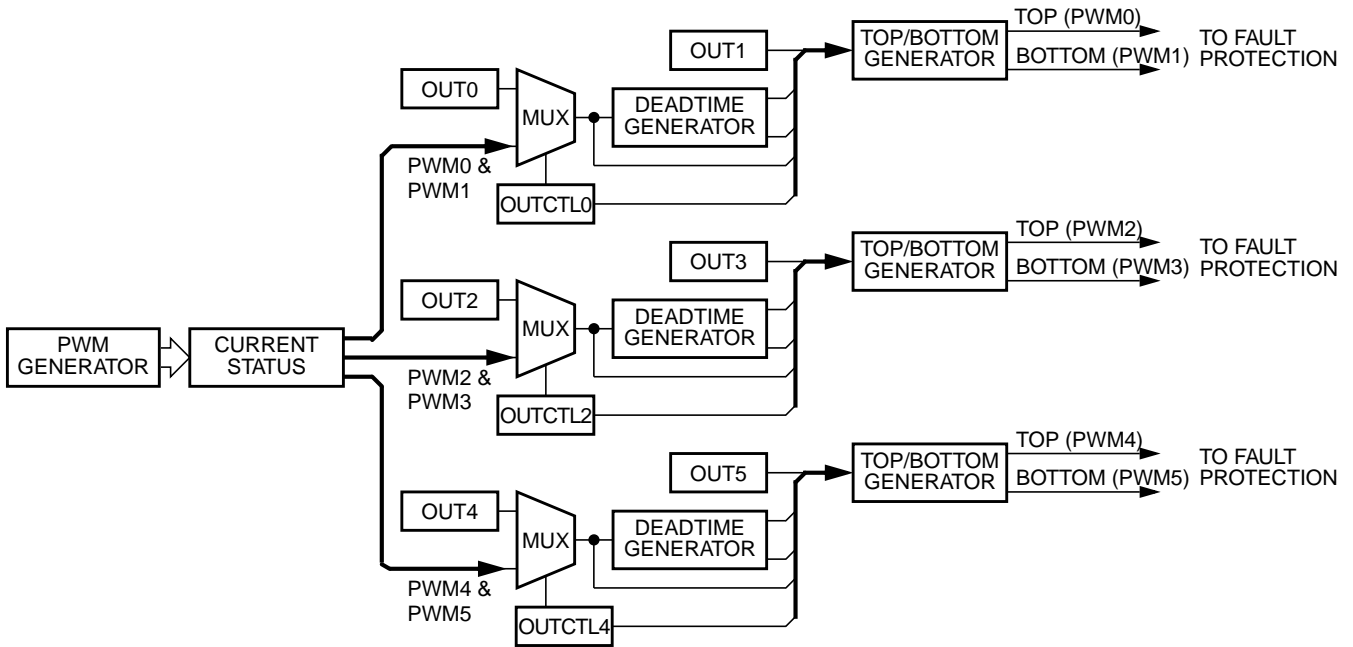 OUT1
TOP/BOTTOM
GENERATOR
TOP (PWM0)
BOTTOM (PWM1)
TO FAULT
PROTECTION
OUT0
MUX
DEADTIME
GENERATOR
PWM0 &
PWM1
OUTCTL0
OUT3
TOP/BOTTOM
GENERATOR
TOP (PWM2)
BOTTOM (PWM3)
TO FAULT
PROTECTION
OUT2
MUX
DEADTIME
GENERATOR
PWM
GENERATOR
CURRENT
STATUS
PWM2 &
PWM3
OUTCTL2
OUT5
TOP/BOTTOM
GENERATOR
TOP (PWM4)
BOTTOM (PWM5)
TO FAULT
PROTECTION
OUT4
MUX
DEADTIME
GENERATOR
PWM4 &
PWM5
OUTCTL4